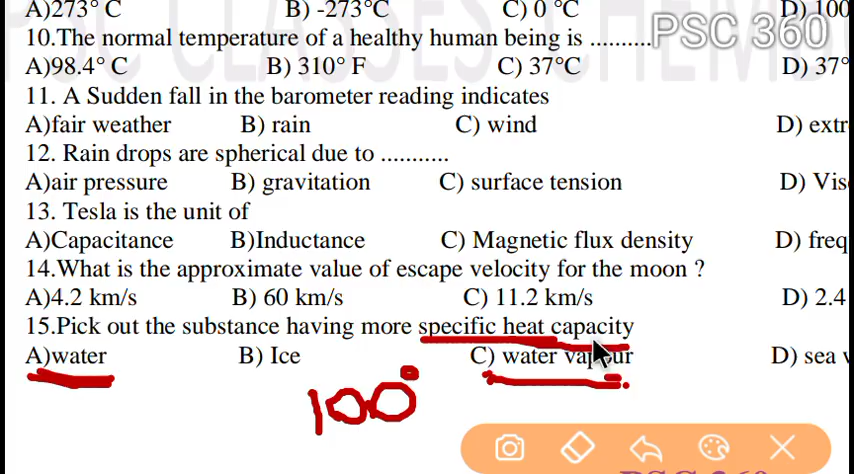 A)273° C B) -273°C C) 0 °C D) 100
10.The normal temperature of a healthy human being is .......... PSC 360
A)98.4° C B) 310° F C) 37°C D) 37°
11. A Sudden fall in the barometer reading indicates
A)fair weather B) rain C) wind D) extr
12. Rain drops are spherical due to ...........
A)air pressure B) gravitation C) surface tension D) Vis
13. Tesla is the unit of
A)Capacitance B)Inductance C) Magnetic flux density D) freq
14.What is the approximate value of escape velocity for the moon ?
A)4.2 km/s B) 60 km/s C) 11.2 km/s D) 2.4
15.Pick out the substance having more specific heat capacity
A)water B) Ice C) water vapour D) sea
100°